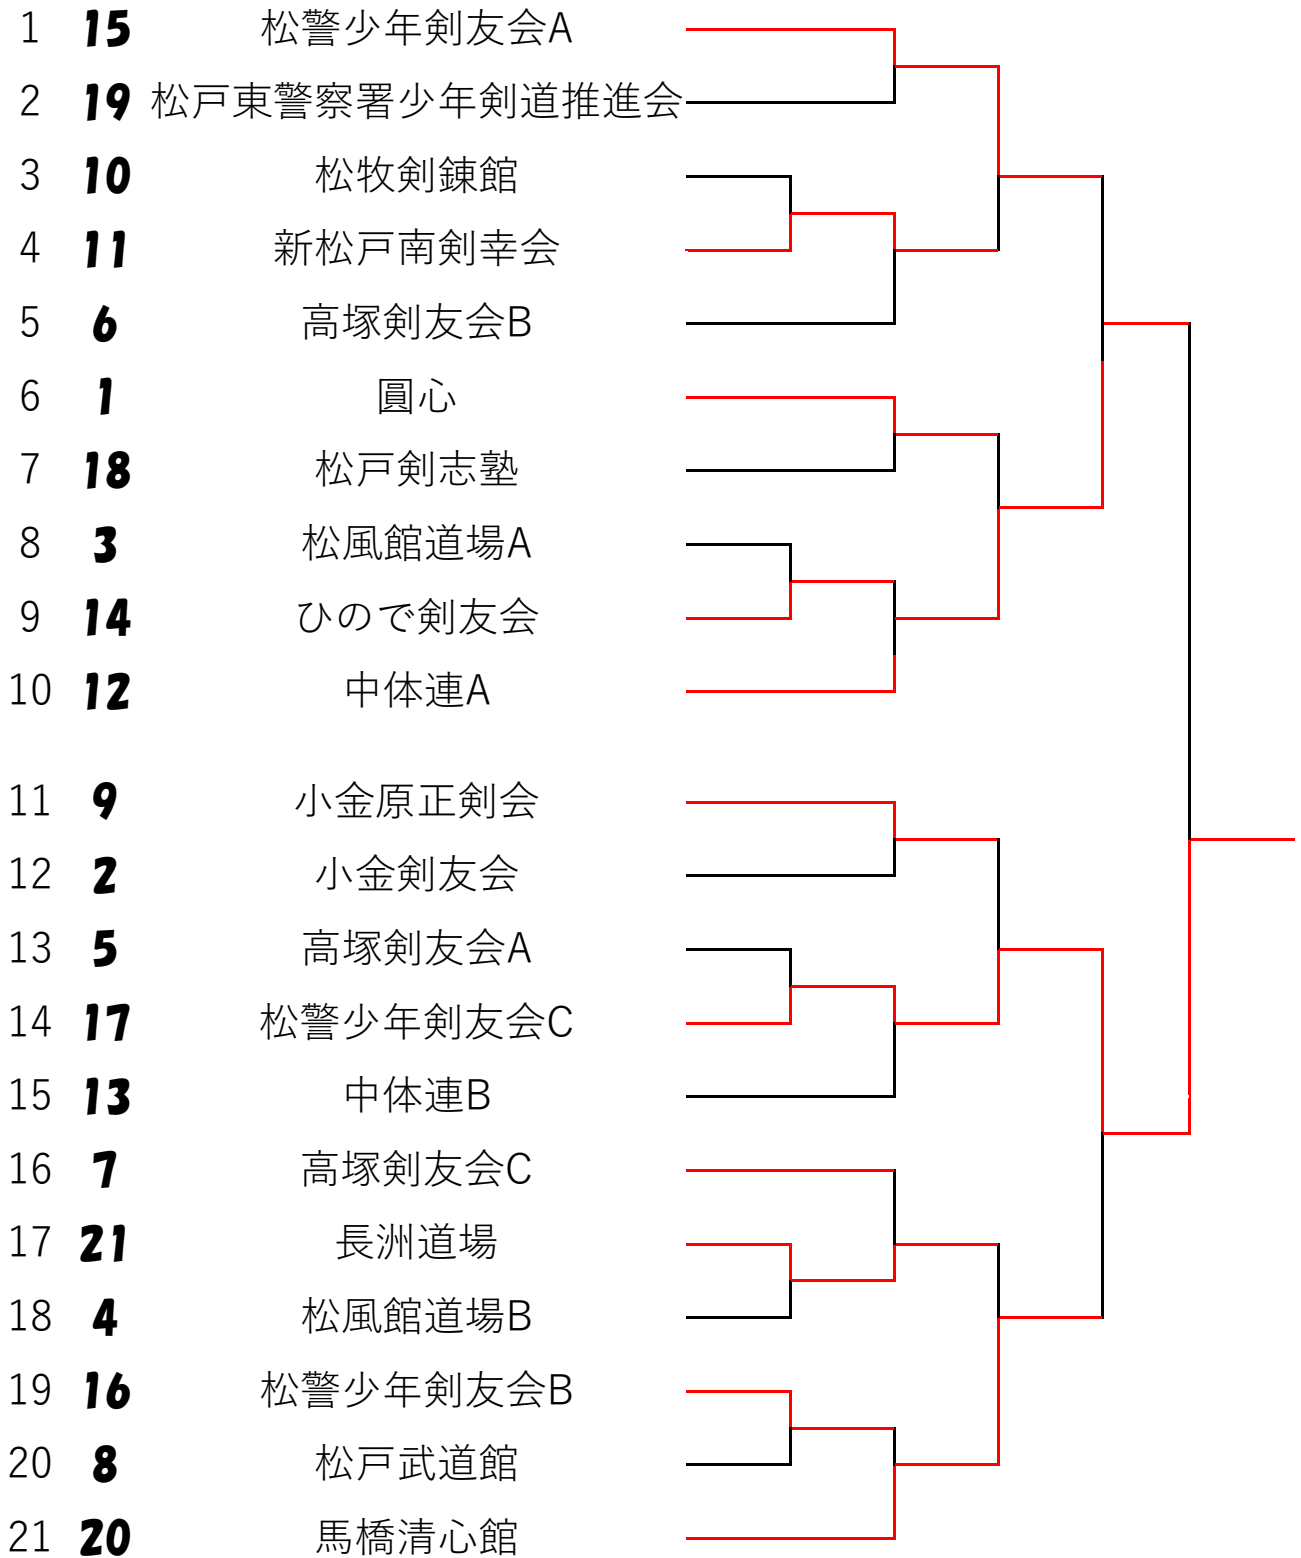 1 15 松警少年剣友会A
2 19 松戸東警察署少年剣道推進会
3 10 松牧剣錬館
4 11 新松戸南剣幸会
5 6 高塚剣友会B
6 1 圓心
7 18 松戸剣志塾
8 3 松風館道場A
9 14 ひので剣友会
10 12 中体連A
11 9 小金原正剣会
12 2 小金剣友会
13 5 高塚剣友会A
14 17 松警少年剣友会C
15 13 中体連B
16 7 高塚剣友会C
17 21 長洲道場
18 4 松風館道場B
19 16 松警少年剣友会B
20 8 松戸武道館
21 20 馬橋清心館